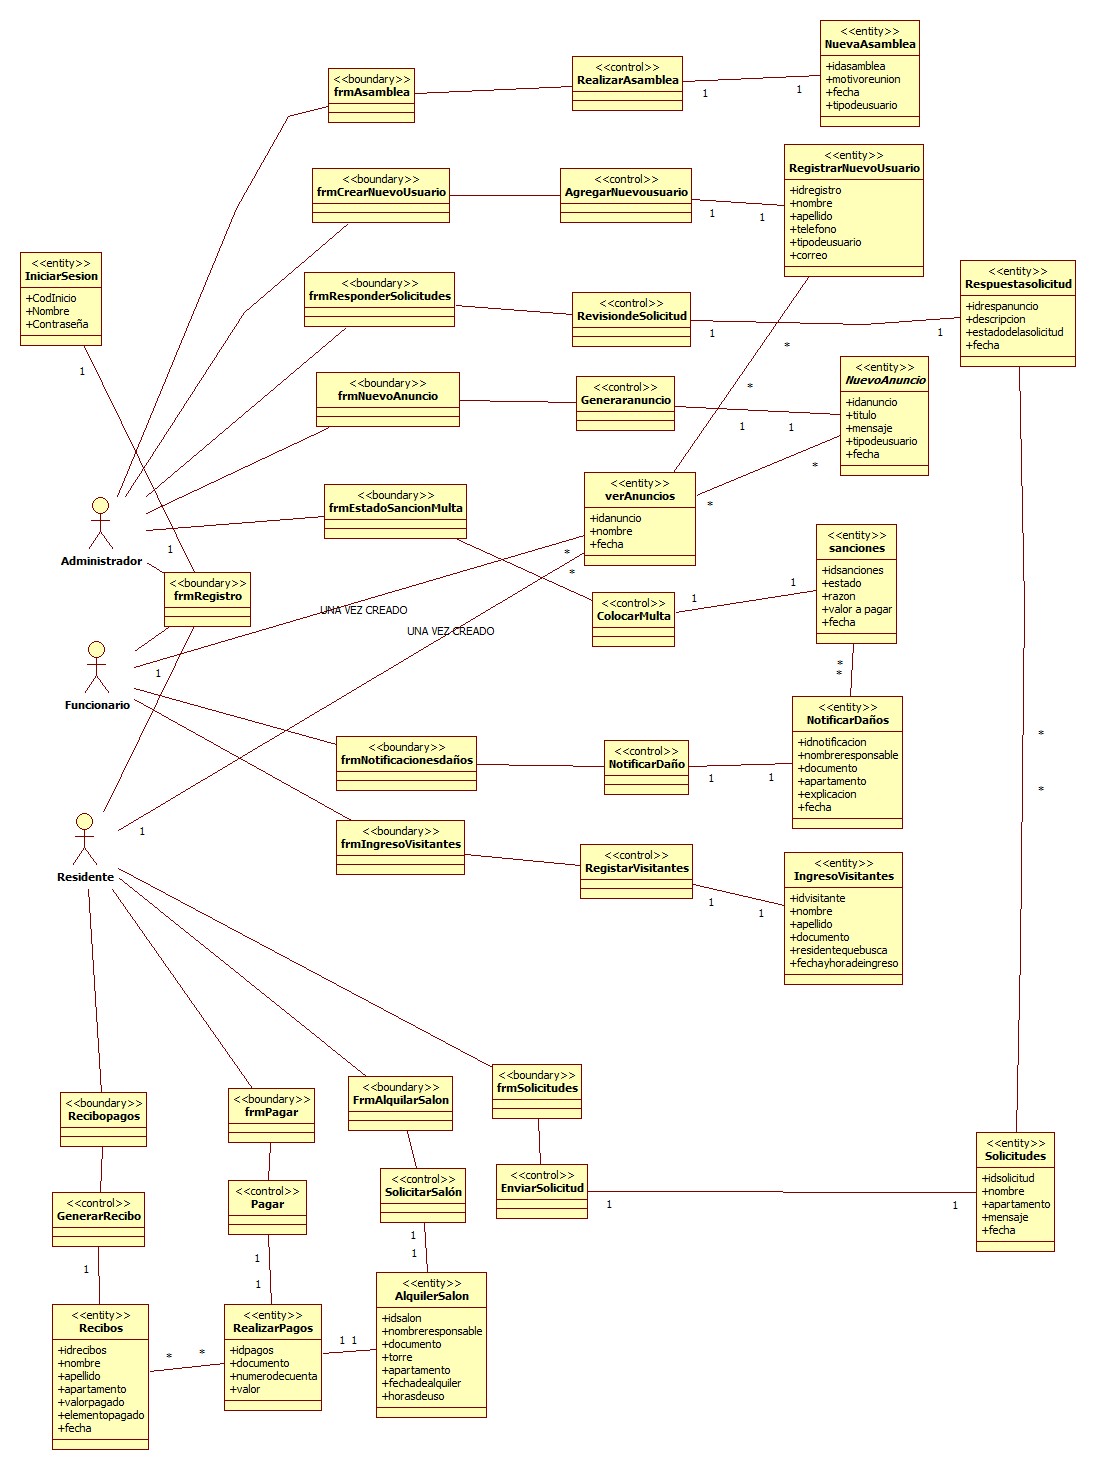 <<entity>>
NuevaAsamblea
+idasamblea
+motivoreunion
+fecha
+tipodeusuario
<<boundary>>
frmAsamblea
<<control>>
RealizarAsamblea
1
1
<<entity>>
RegistrarNuevoUsuario
+idregistro
+nombre
+apellido
+telefono
+tipodeusuario
+correo
<<boundary>>
frmCrearNuevoUsuario
<<control>>
AgregarNuevousuario
1
1
<<entity>>
IniciarSesion
+CodInicio
+Nombre
+Contraseña
1
<<boundary>>
frmResponderSolicitudes
<<control>>
RevisiondeSolicitud
1
1
<<entity>>
Respuestasolicitud
+idrespanuncio
+descripcion
+estadodelasolicitud
+fecha
*
*
<<boundary>>
frmNuevoAnuncio
<<control>>
Generaranuncio
1
1
<<entity>>
NuevoAnuncio
+idanuncio
+titulo
+mensaje
+tipodeusuario
+fecha
*
*
<<entity>>
verAnuncios
+idanuncio
+nombre
+fecha
*
*
<<boundary>>
frmEstadoSancionMulta
Administrador
1
<<boundary>>
frmRegistro
<<control>>
ColocarMulta
1
1
<<entity>>
sanciones
+idsanciones
+estado
+razon
+valor a pagar
+fecha
*
*
UNA VEZ CREADO
UNA VEZ CREADO
1
Funcionario
<<entity>>
NotificarDaños
+idnotificacion
+nombreresponsable
+documento
+apartamento
+explicacion
+fecha
<<boundary>>
frmNotificacionesdaños
<<control>>
NotificarDaño
1
1
*
*
1
Residente
<<boundary>>
frmIngresoVisitantes
<<control>>
RegistarVisitantes
1
1
<<entity>>
IngresoVisitantes
+idvisitante
+nombre
+apellido
+documento
+residentequebusca
+fechayhoradeingreso
<<boundary>>
Recibopagos
<<boundary>>
frmPagar
<<boundary>>
FrmAlquilarSalon
<<boundary>>
frmSolicitudes
<<control>>
GenerarRecibo
<<control>>
Pagar
<<control>>
SolicitarSalón
<<control>>
EnviarSolicitud
1
1
<<entity>>
Solicitudes
+idsolicitud
+nombre
+apartamento
+mensaje
+fecha
1
1
1
1
1
<<entity>>
Recibos
+idrecibos
+nombre
+apellido
+apartamento
+valorpagado
+elementopagado
+fecha
*
*
<<entity>>
RealizarPagos
+idpagos
+documento
+numerodecuenta
+valor
1 1
<<entity>>
AlquilerSalon
+idsalon
+nombreresponsable
+documento
+torre
+apartamento
+fechadealquiler
+horasdeuso